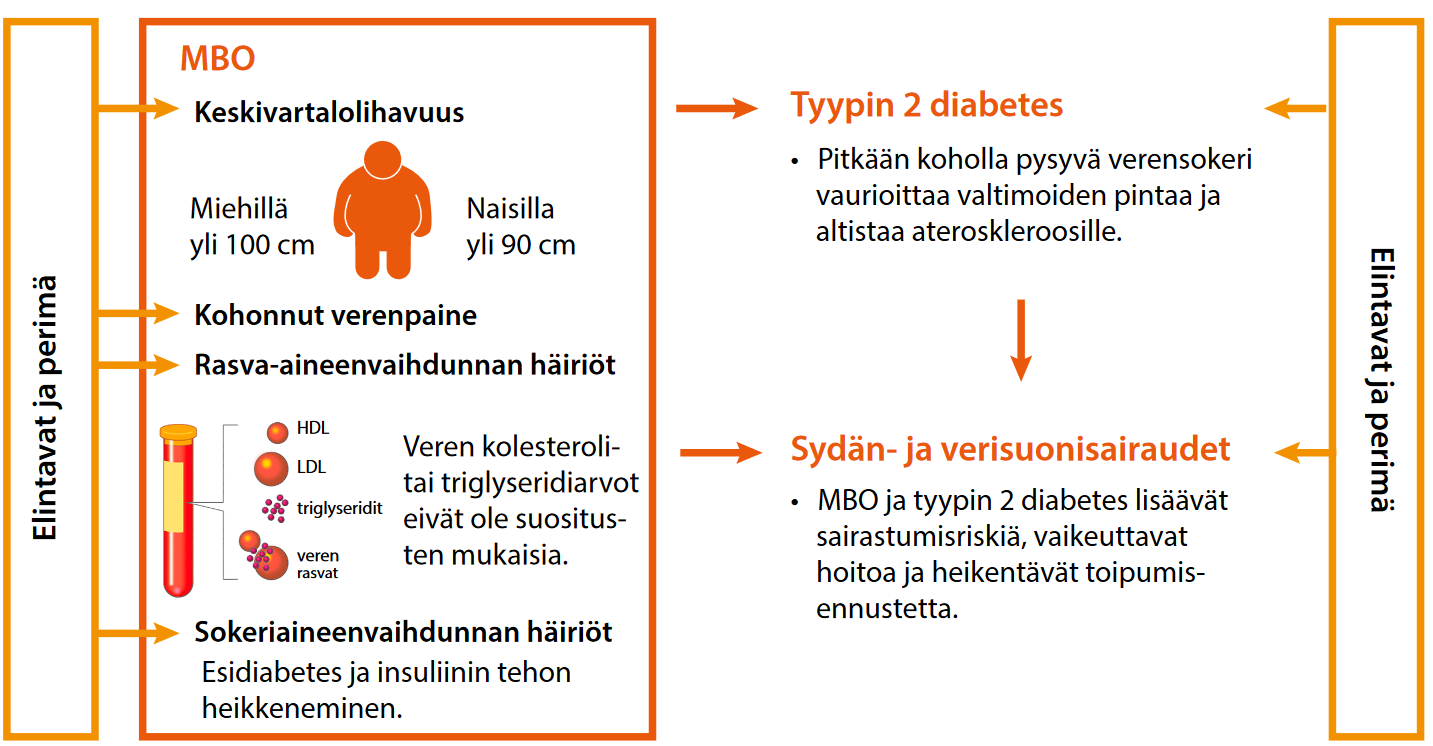 Elintavat ja perimä
MBO
Keskivartalolihavuus
Miehillä
yli 100 cm
Naisilla
yli 90 cm
Kohonnut verenpaine
Rasva-aineenvaihdunnan häiriöt
HDL
LDL
triglyseridit
veren
rasvat
Veren kolesteroli-
tai triglyseridiarvot
eivät ole suositus-
ten mukaisia.
Sokeriaineenvaihdunnan häiriöt
Esidiabetes ja insuliinin tehon
heikkeneminen.
Tyypin 2 diabetes
• Pitkään koholla pysyvä verensokeri
vaurioittaa valtimoiden pintaa ja
altistaa ateroskleroosille.
Sydän- ja verisuonisairaudet
• MBO ja tyypin 2 diabetes lisäävät
sairastumisriskiä, vaikeuttavat
hoitoa ja heikentävät toipumis-
ennustetta.
Elintavat ja perimä